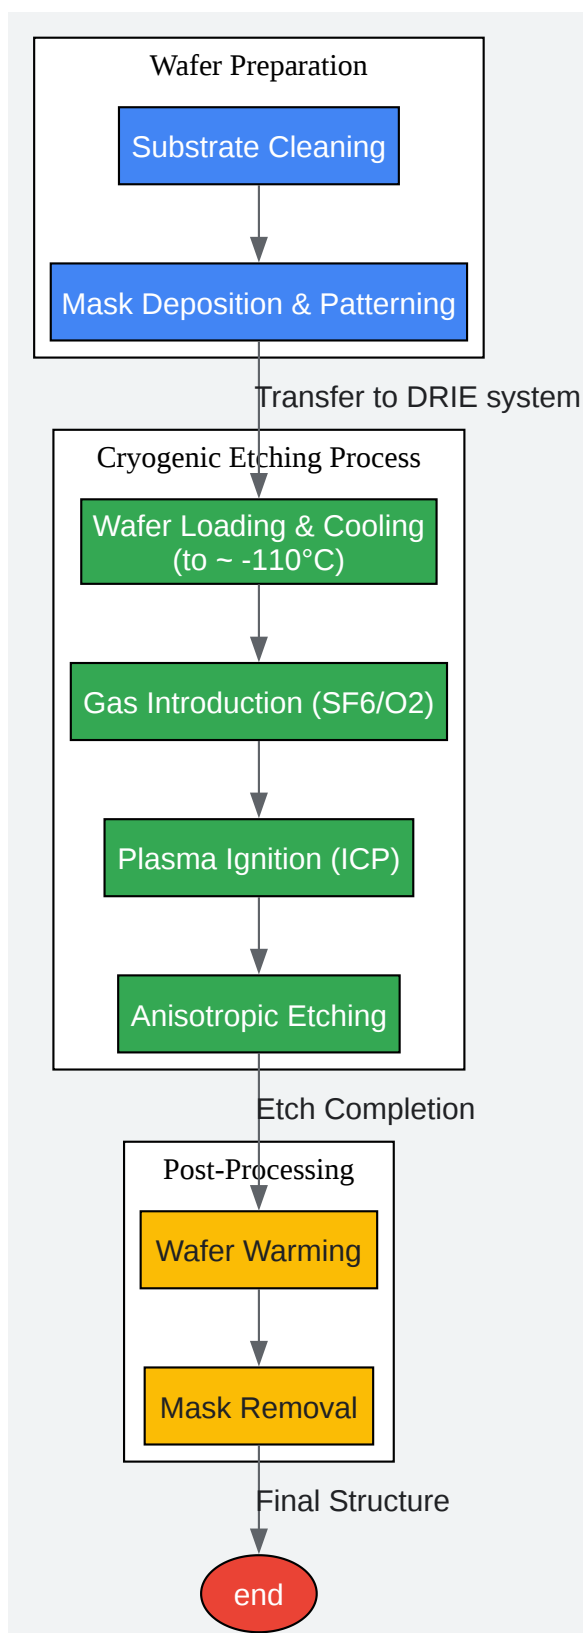 Wafer Preparation
Substrate Cleaning
Mask Deposition & Patterning
Transfer to DRIE system
Cryogenic Etching Process
Wafer Loading & Cooling
(to ~ -110°C)
Gas Introduction (SF6/O2)
Plasma Ignition (ICP)
Anisotropic Etching
Etch Completion
Post-Processing
Wafer Warming
Mask Removal
Final Structure
end